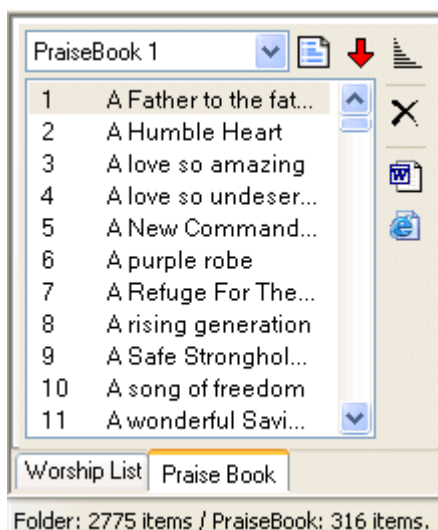 PraiseBook 1
1 A Father to the fat...
2 A Humble Heart
3 A love so amazing
4 A love so undeser...
5 A New Command...
6 A purple robe
7 A Refuge For The...
8 A rising generation
9 A Safe Stronghol...
10 A song of freedom
11 A wonderful Savi...
Worship List Praise Book
Folder: 2775 items / PraiseBook: 316 items.